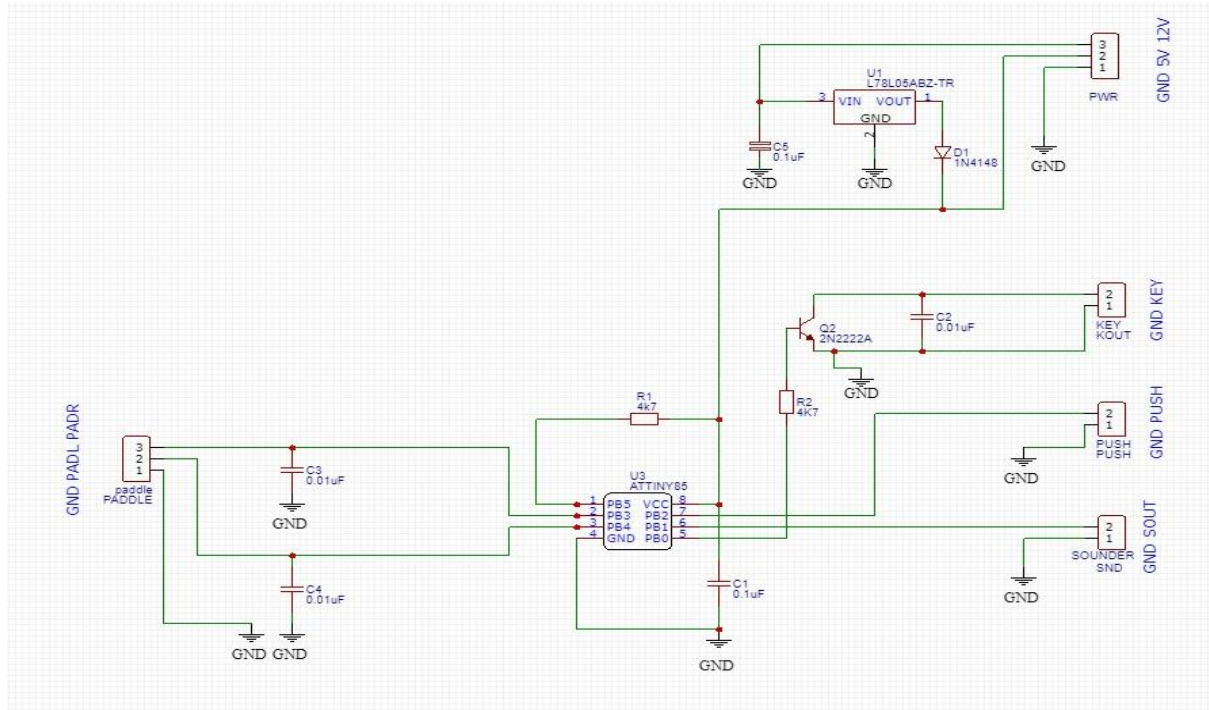 GND 5V 12V
3
2
1
PWR
U1
L78L05ABZ-TR
3 VIN VOUT 1
GND
2
C5
0.1uF
D1
1N4148
GND
GND
GND
GND KEY
2
1
KEY
KOUT
C2
0.01uF
Q2
2N2222A
GND
R1
4k7
R2
4K7
GND PUSH
2
1
PUSH
PUSH
GND
GND PADL PADR
3
2
1
paddle
PADDLE
C3
0.01uF
GND
U3
ATTINY85
1 PB5 VCC 8
2 PB3 PB2 7
3 PB4 PB1 6
4 GND PB0 5
GND SOUT
2
1
SOUNDER
SND
GND
C4
0.01uF
C1
0.1uF
GND GND
GND